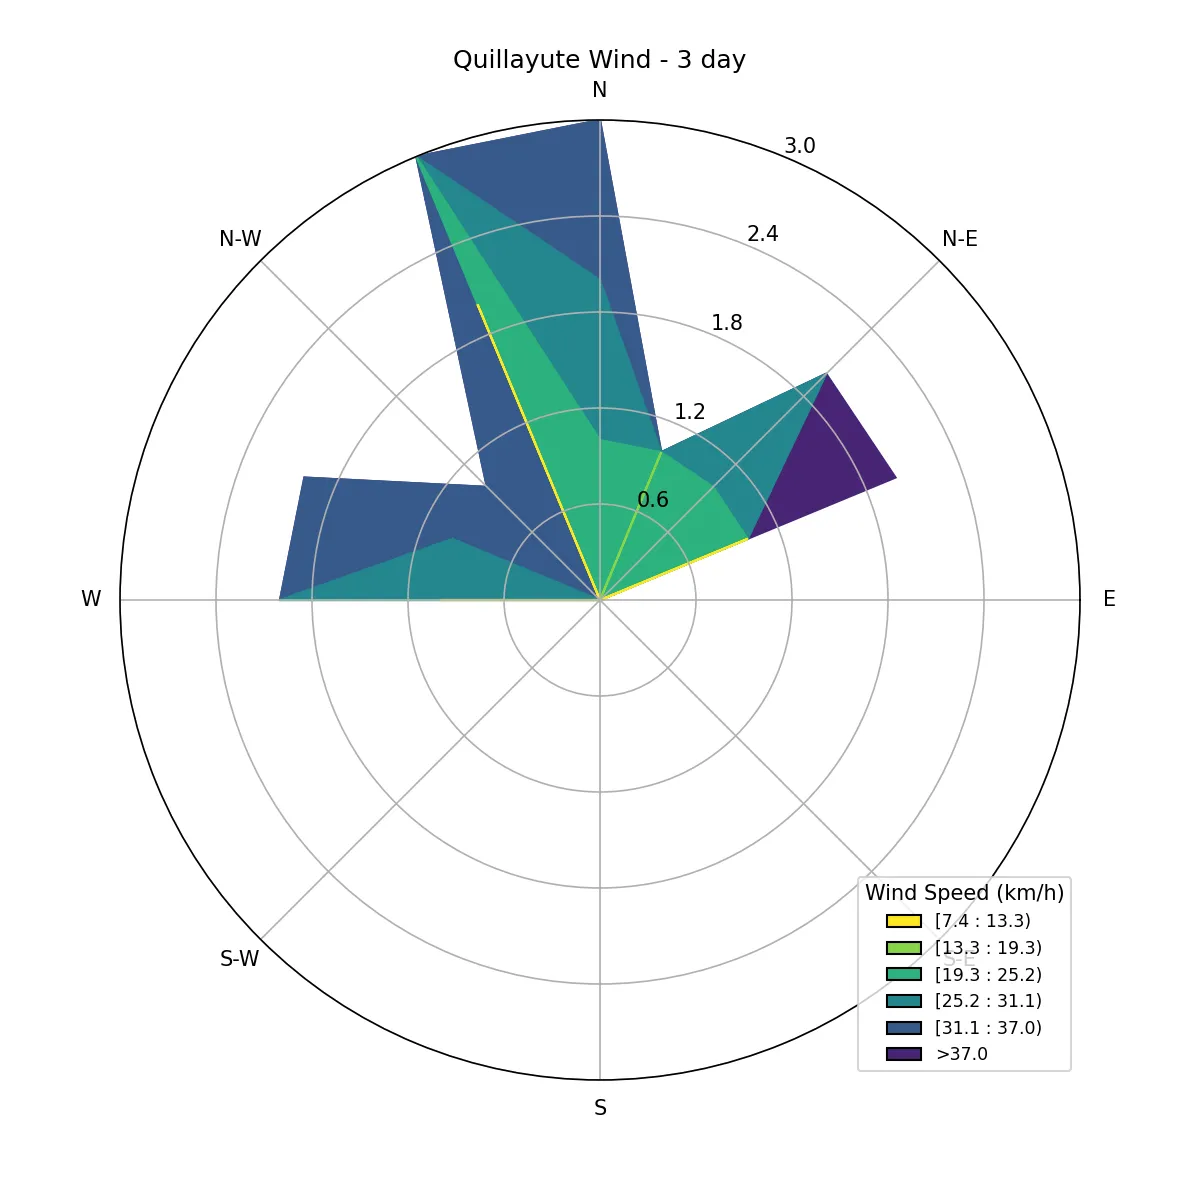 Quillayute Wind - 3 day
N
3.0
N-W
2.4
N-E
1.8
1.2
0.6
W
E
Wind Speed (km/h)
[7.4 : 13.3)
[13.3 : 19.3)
S-W
S-E
[19.3 : 25.2)
[25.2 : 31.1)
[31.1 : 37.0)
>37.0
S